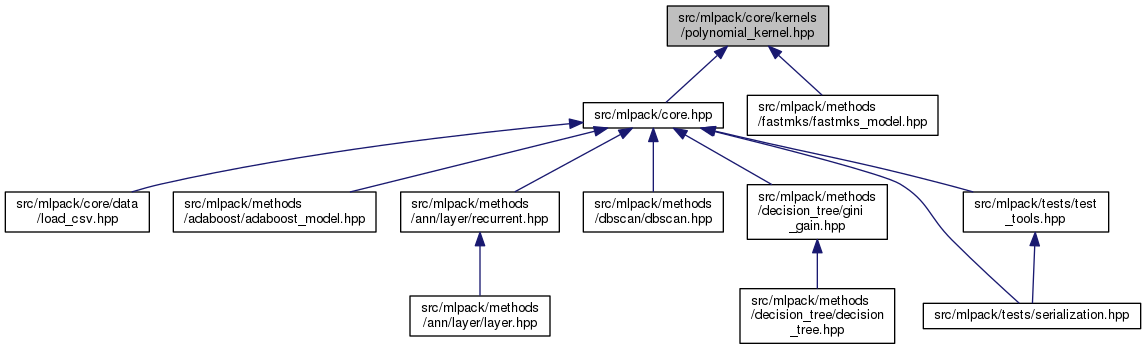 src/mlpack/core/kernels
/polynomial_kernel.hpp
src/mlpack/core.hpp
src/mlpack/methods
/fastmks/fastmks_model.hpp
src/mlpack/core/data
/load_csv.hpp
src/mlpack/methods
/adaboost/adaboost_model.hpp
src/mlpack/methods
/ann/layer/recurrent.hpp
src/mlpack/methods
/dbscan/dbscan.hpp
src/mlpack/methods
/decision_tree/gini
_gain.hpp
src/mlpack/tests/test
_tools.hpp
src/mlpack/methods
/ann/layer/layer.hpp
src/mlpack/methods
/decision_tree/decision
_tree.hpp
src/mlpack/tests/serialization.hpp